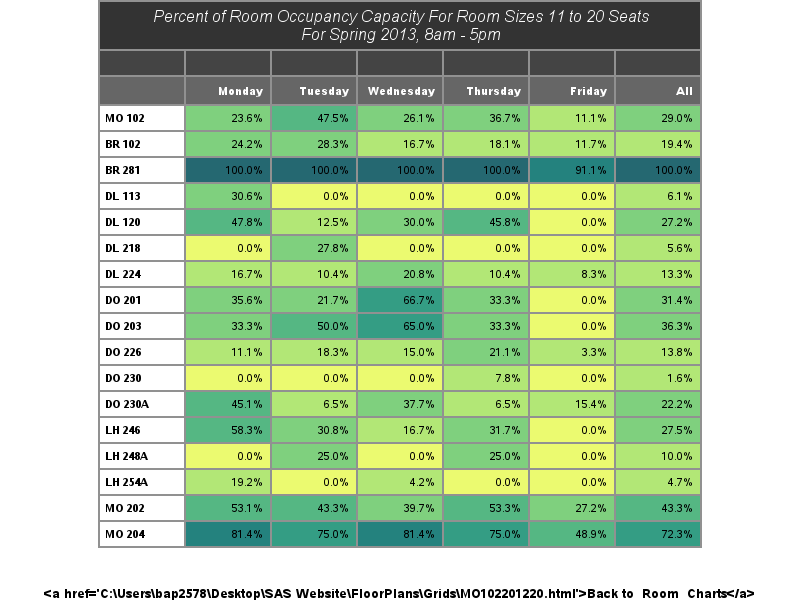 Percent of Room Occupancy Capacity For Room Sizes 11 to 20 Seats
For Spring 2013, 8am - 5pm
Monday Tuesday Wednesday Thursday Friday All
MO 102 23.6% 47.5% 26.1% 36.7% 11.1% 29.0%
BR 102 24.2% 28.3% 16.7% 18.1% 11.7% 19.4%
BR 281 100.0% 100.0% 100.0% 100.0% 91.1% 100.0%
DL 113 30.6% 0.0% 0.0% 0.0% 0.0% 6.1%
DL 120 47.8% 12.5% 30.0% 45.8% 0.0% 27.2%
DL 218 0.0% 27.8% 0.0% 0.0% 0.0% 5.6%
DL 224 16.7% 10.4% 20.8% 10.4% 8.3% 13.3%
DO 201 35.6% 21.7% 66.7% 33.3% 0.0% 31.4%
DO 203 33.3% 50.0% 65.0% 33.3% 0.0% 36.3%
DO 226 11.1% 18.3% 15.0% 21.1% 3.3% 13.8%
DO 230 0.0% 0.0% 0.0% 7.8% 0.0% 1.6%
DO 230A 45.1% 6.5% 37.7% 6.5% 15.4% 22.2%
LH 246 58.3% 30.8% 16.7% 31.7% 0.0% 27.5%
LH 248A 0.0% 25.0% 0.0% 25.0% 0.0% 10.0%
LH 254A 19.2% 0.0% 4.2% 0.0% 0.0% 4.7%
MO 202 53.1% 43.3% 39.7% 53.3% 27.2% 43.3%
MO 204 81.4% 75.0% 81.4% 75.0% 48.9% 72.3%
<a href='C:\Users\bap2578\Desktop\SAS Website\FloorPlans\Grids\MO102201220.html'>Back to Room Charts</a>